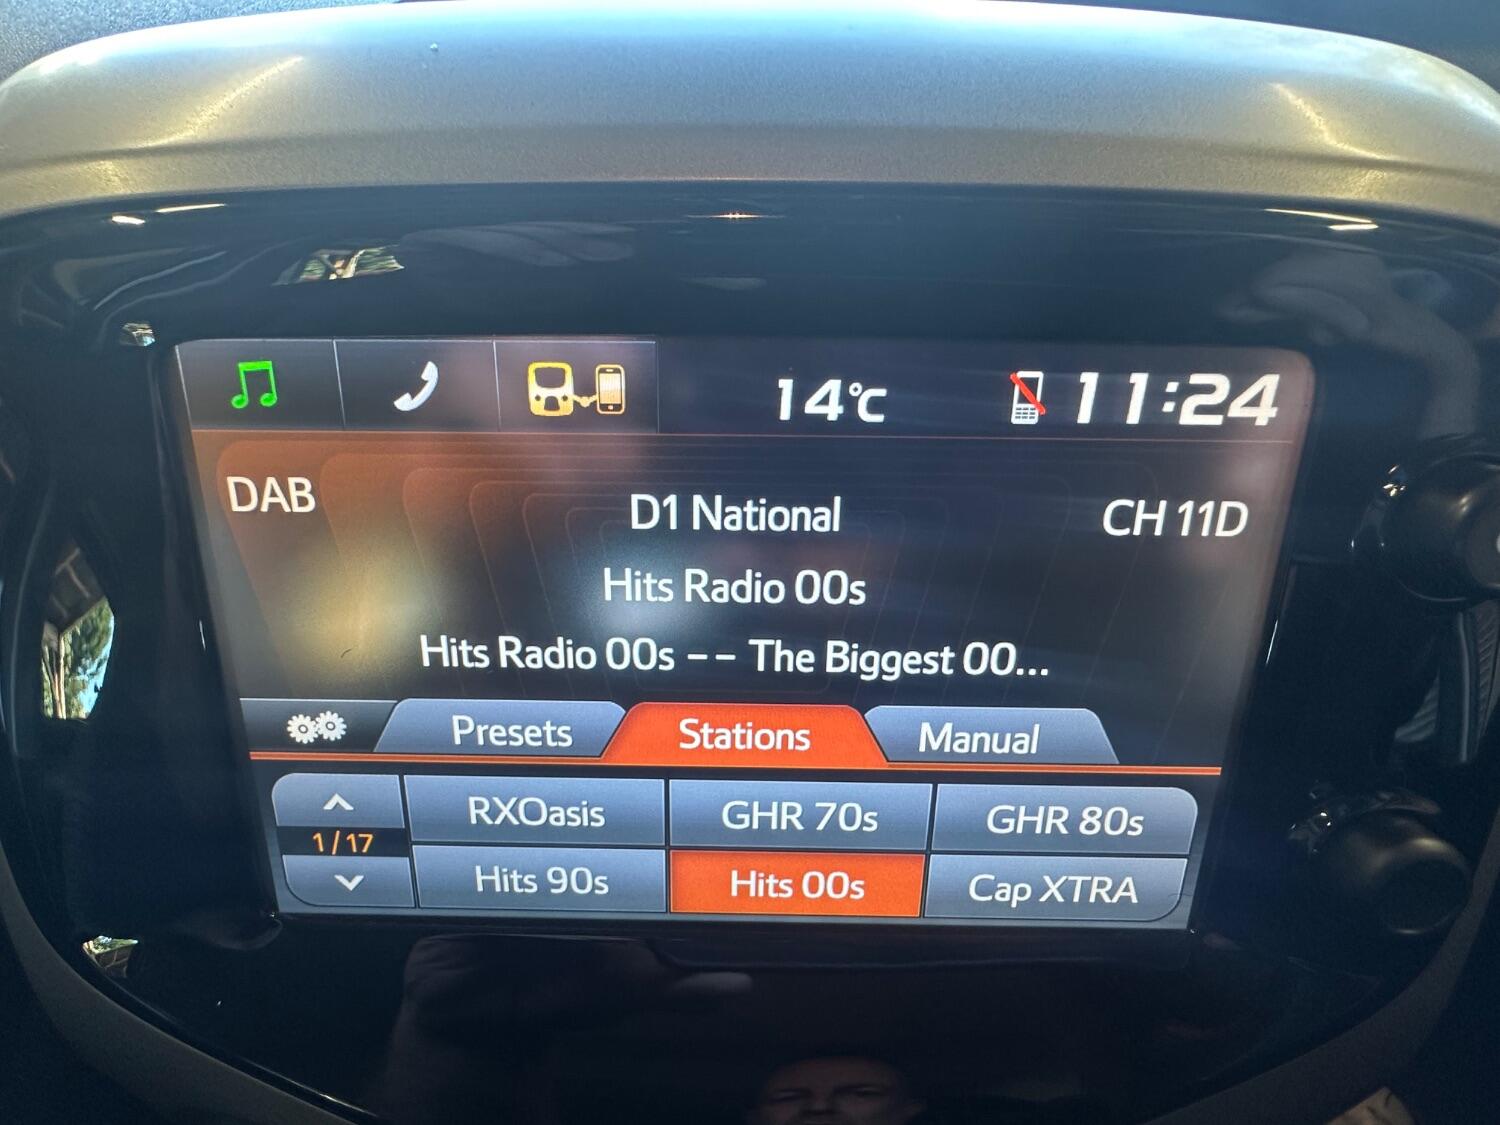 14°C
11:24
DAB
D1 National
CH 11D
Hits Radio 00s
Hits Radio 00s -- The Biggest 00...
Presets
Stations
Manual
RXOasis
GHR 70s
GHR 80s
1/17
Hits 90s
Hits 00s
Cap XTRA